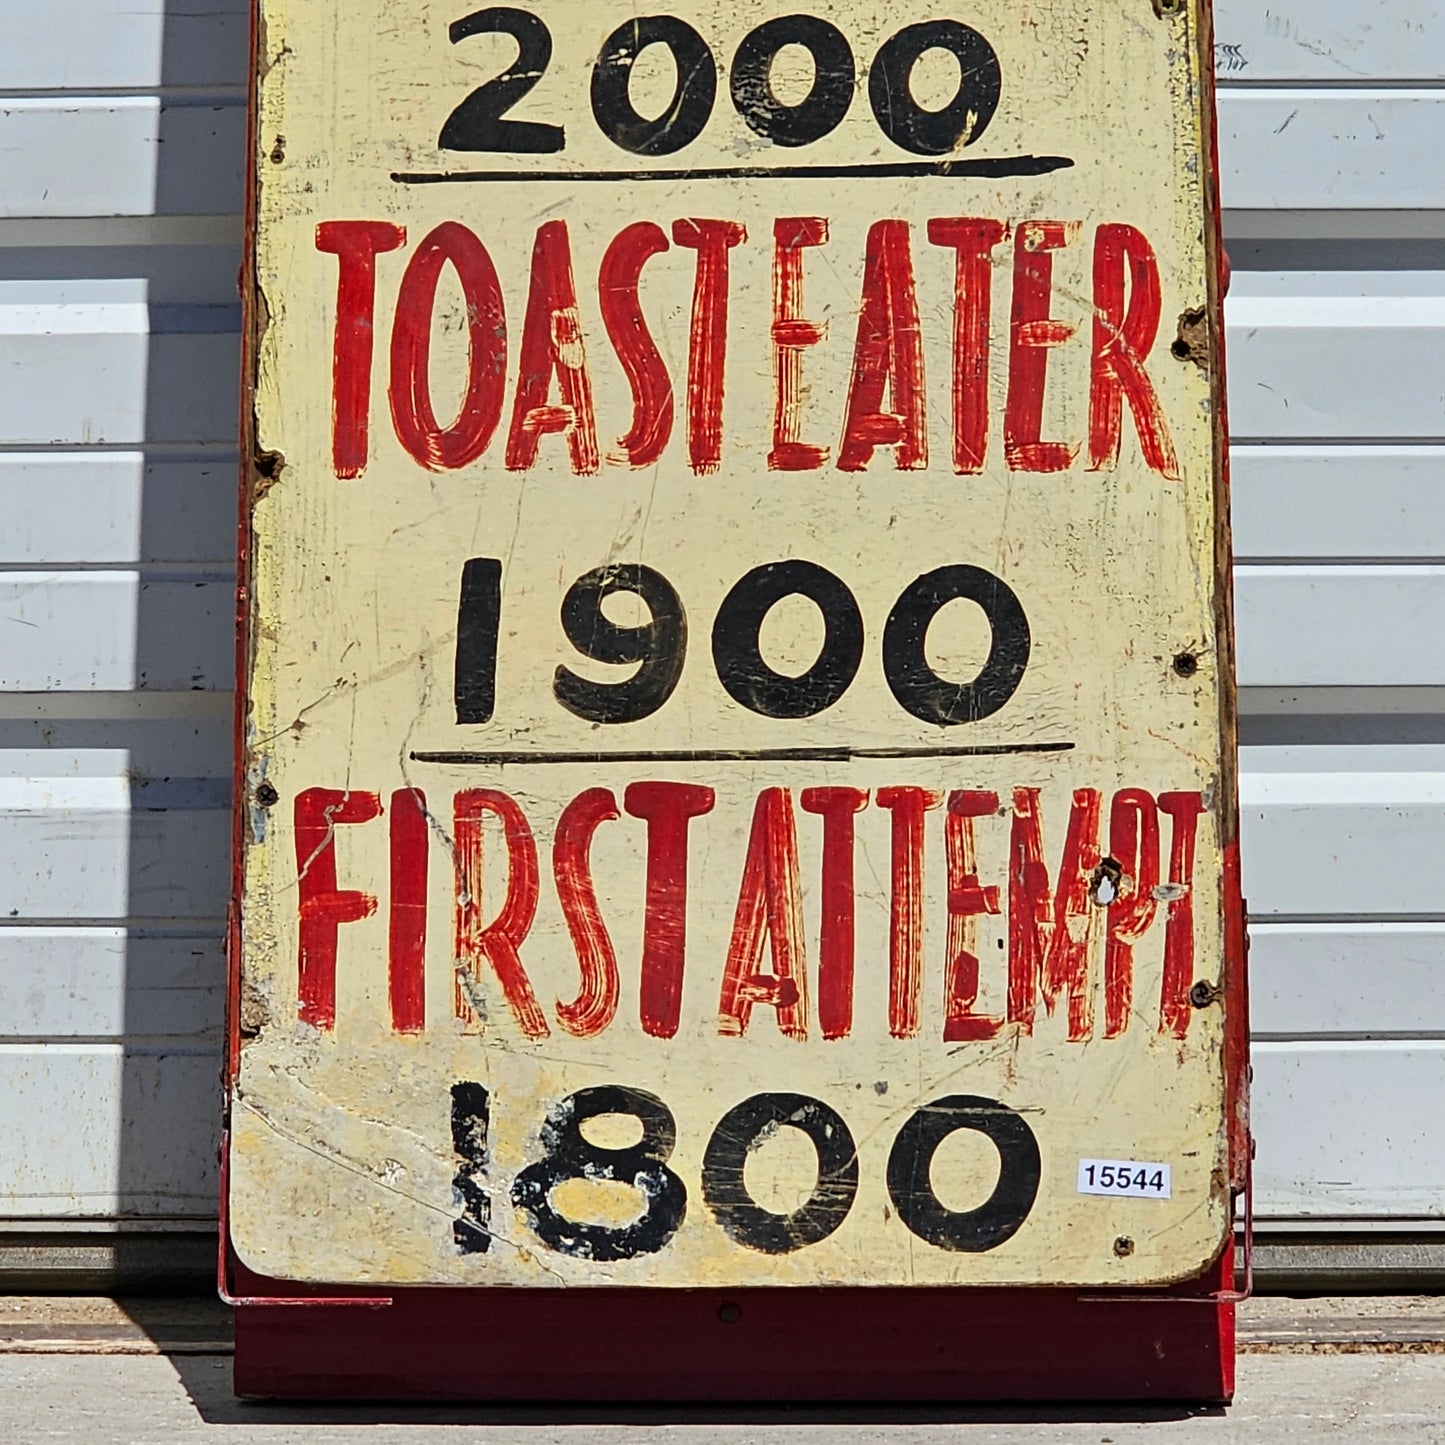 2000
TOAST EATER
1900
FIRST ATTEMPT
1800
15544